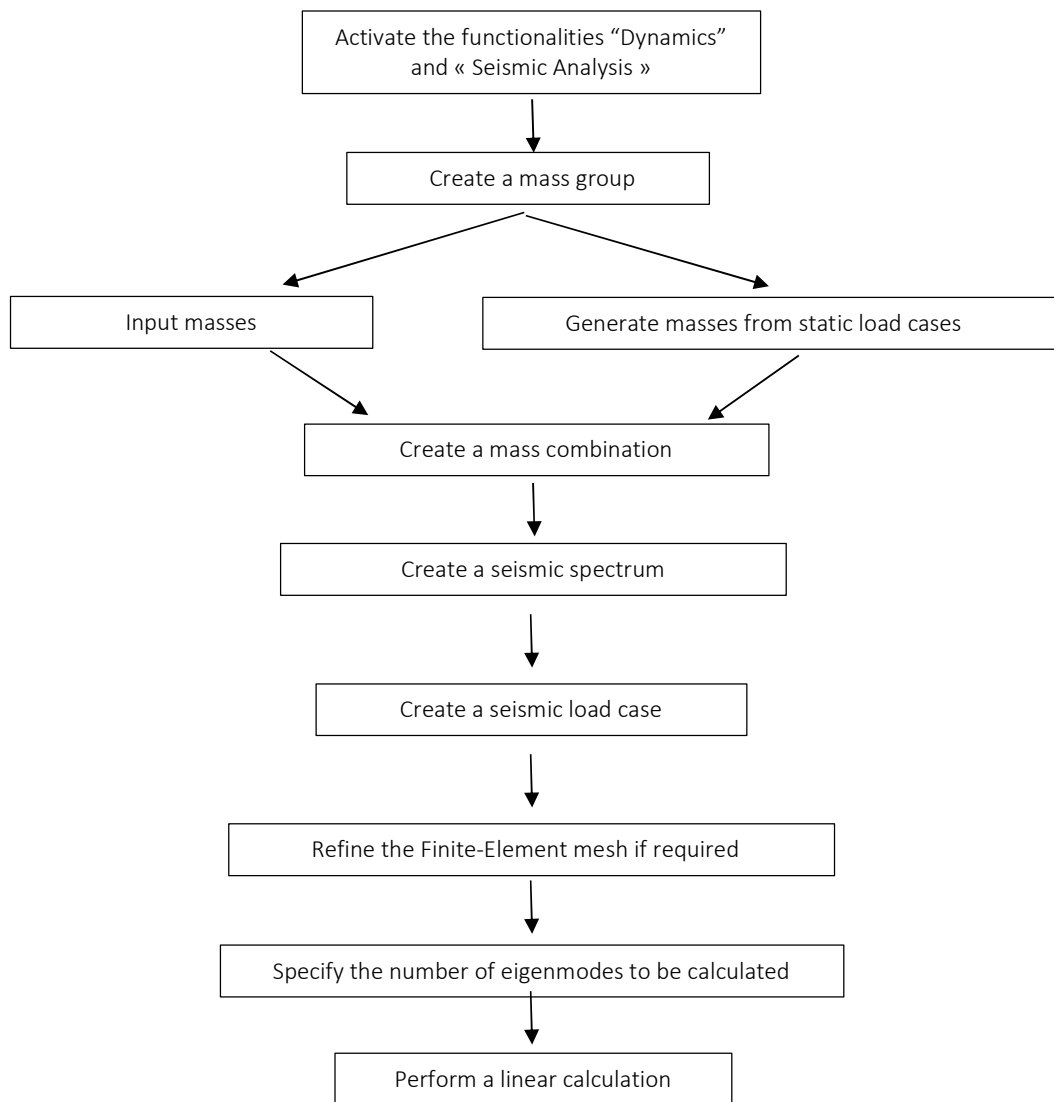 Activate the functionalities “Dynamics”
and « Seismic Analysis »
Create a mass group
Input masses
Generate masses from static load cases
Create a mass combination
Create a seismic spectrum
Create a seismic load case
Refine the Finite-Element mesh if required
Specify the number of eigenmodes to be calculated
Perform a linear calculation